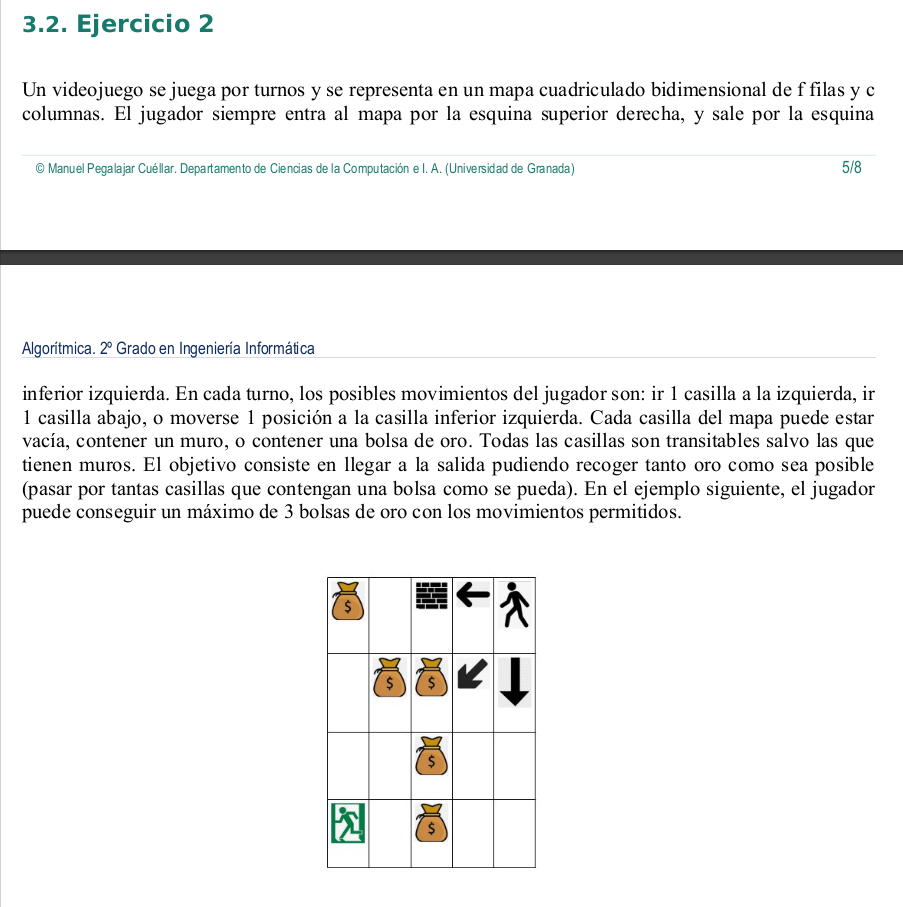 3.2. Ejercicio 2
Un videojuego se juega por turnos y se representa en un mapa cuadriculado bidimensional de f filas y c
columnas. El jugador siempre entra al mapa por la esquina superior derecha, y sale por la esquina
© Manuel Pegalajar Cuéllar. Departamento de Ciencias de la Computación e I. A. (Universidad de Granada) 5/8
Algorítmica. 2º Grado en Ingeniería Informática
inferior izquierda. En cada turno, los posibles movimientos del jugador son: ir 1 casilla a la izquierda, ir
1 casilla abajo, o moverse 1 posición a la casilla inferior izquierda. Cada casilla del mapa puede estar
vacía, contener un muro, o contener una bolsa de oro. Todas las casillas son transitables salvo las que
tienen muros. El objetivo consiste en llegar a la salida pudiendo recoger tanto oro como sea posible
(pasar por tantas casillas que contengan una bolsa como se pueda). En el ejemplo siguiente, el jugador
puede conseguir un máximo de 3 bolsas de oro con los movimientos permitidos.
$
$ $
$
$